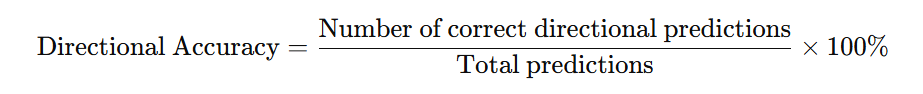 Directional Accuracy = Number of correct directional predictions / Total predictions × 100%